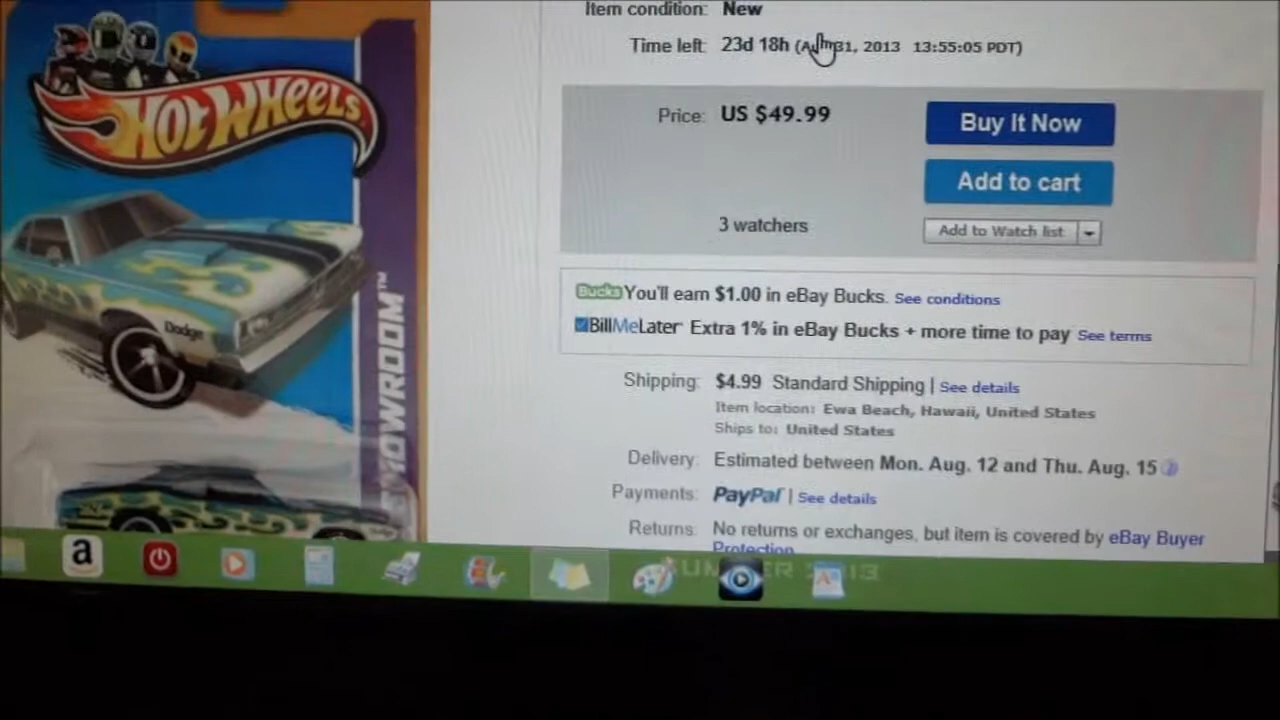 Item condition: New
Time left: 23d 18h (Aug 31, 2013 13:55:05 PDT)
HOT WHEELS
Price: US $49.99
Buy It Now
Add to cart
3 watchers
Add to Watch list
Dodge
SHOWROOM™
Bucks You'll earn $1.00 in eBay Bucks. See conditions
BillMeLater Extra 1% in eBay Bucks + more time to pay See terms
Shipping: $4.99 Standard Shipping | See details
Item location: Ewa Beach, Hawaii, United States
Ships to: United States
Delivery: Estimated between Mon. Aug. 12 and Thu. Aug. 15
Payments: PayPal | See details
Returns: No returns or exchanges, but item is covered by eBay Buyer
Protection
a